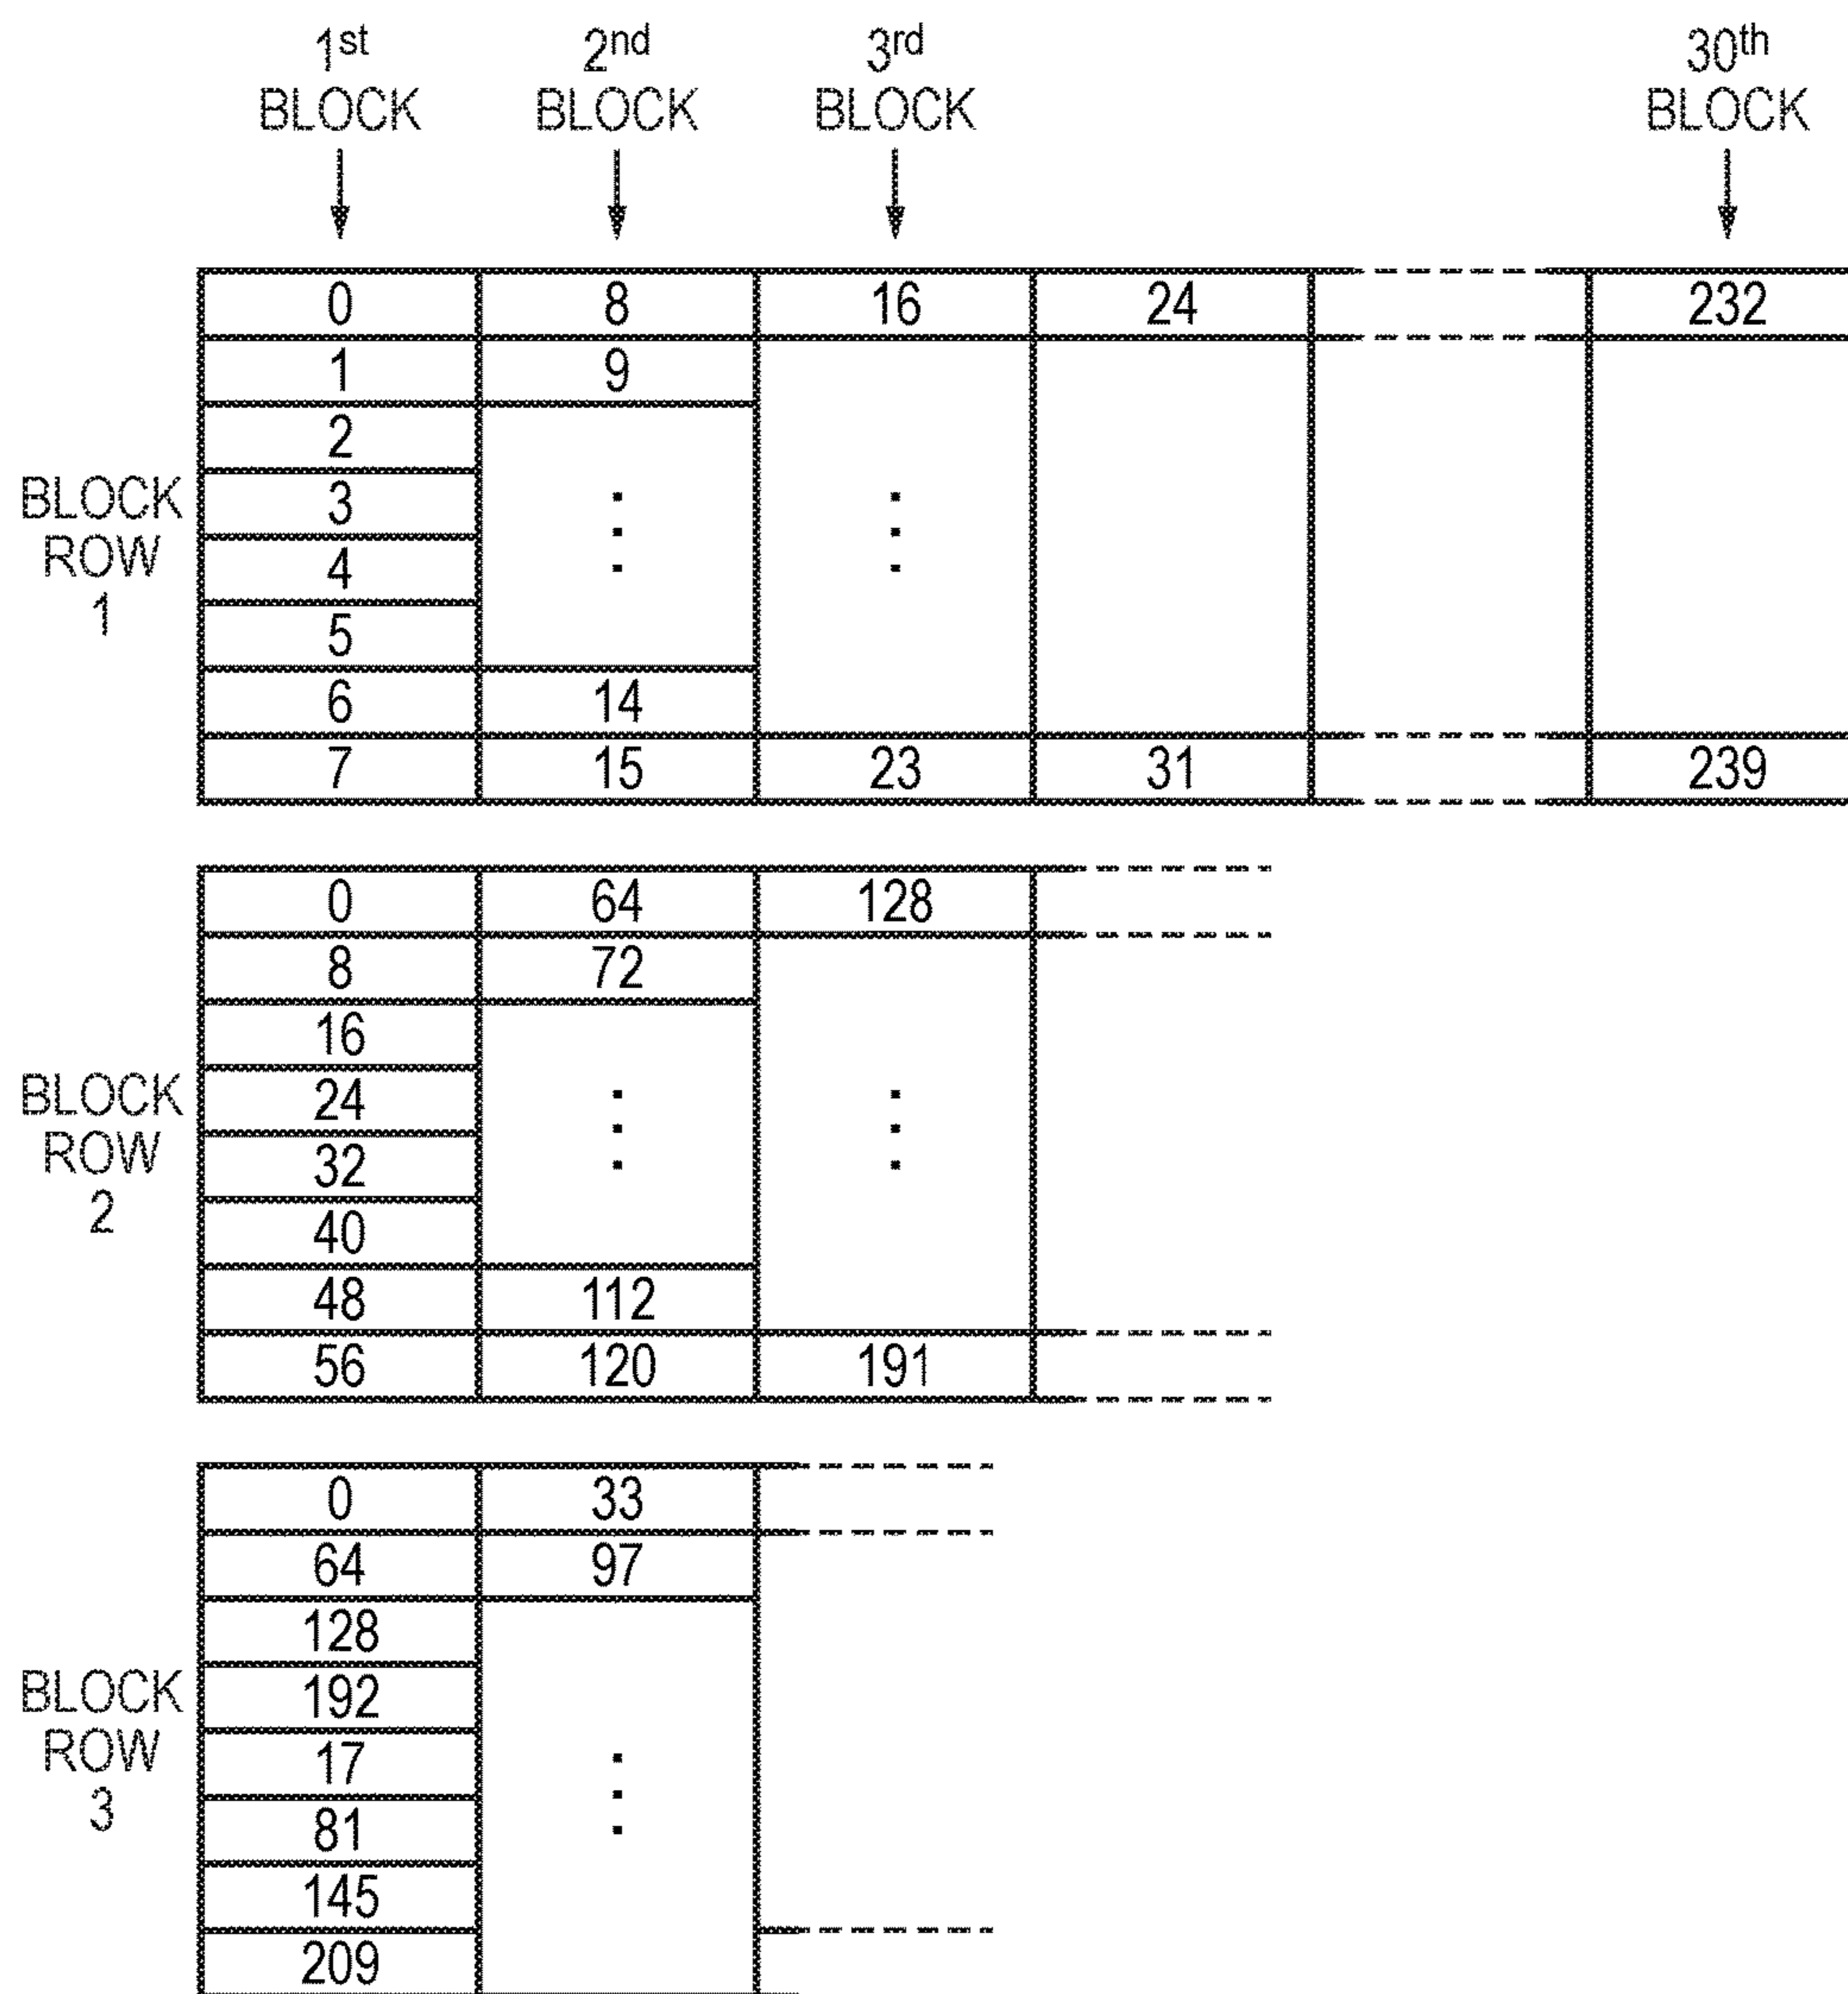 1st BLOCK
2nd BLOCK
3rd BLOCK
30th BLOCK
0 8 16 24 232
1 9
2
3
4
5
6 14
7 15 23 31 239
BLOCK ROW 1
0 64 128
8 72
16
24
32
40
48 112
56 120 191
BLOCK ROW 2
0 33
64 97
128
192
17
81
145
209
BLOCK ROW 3